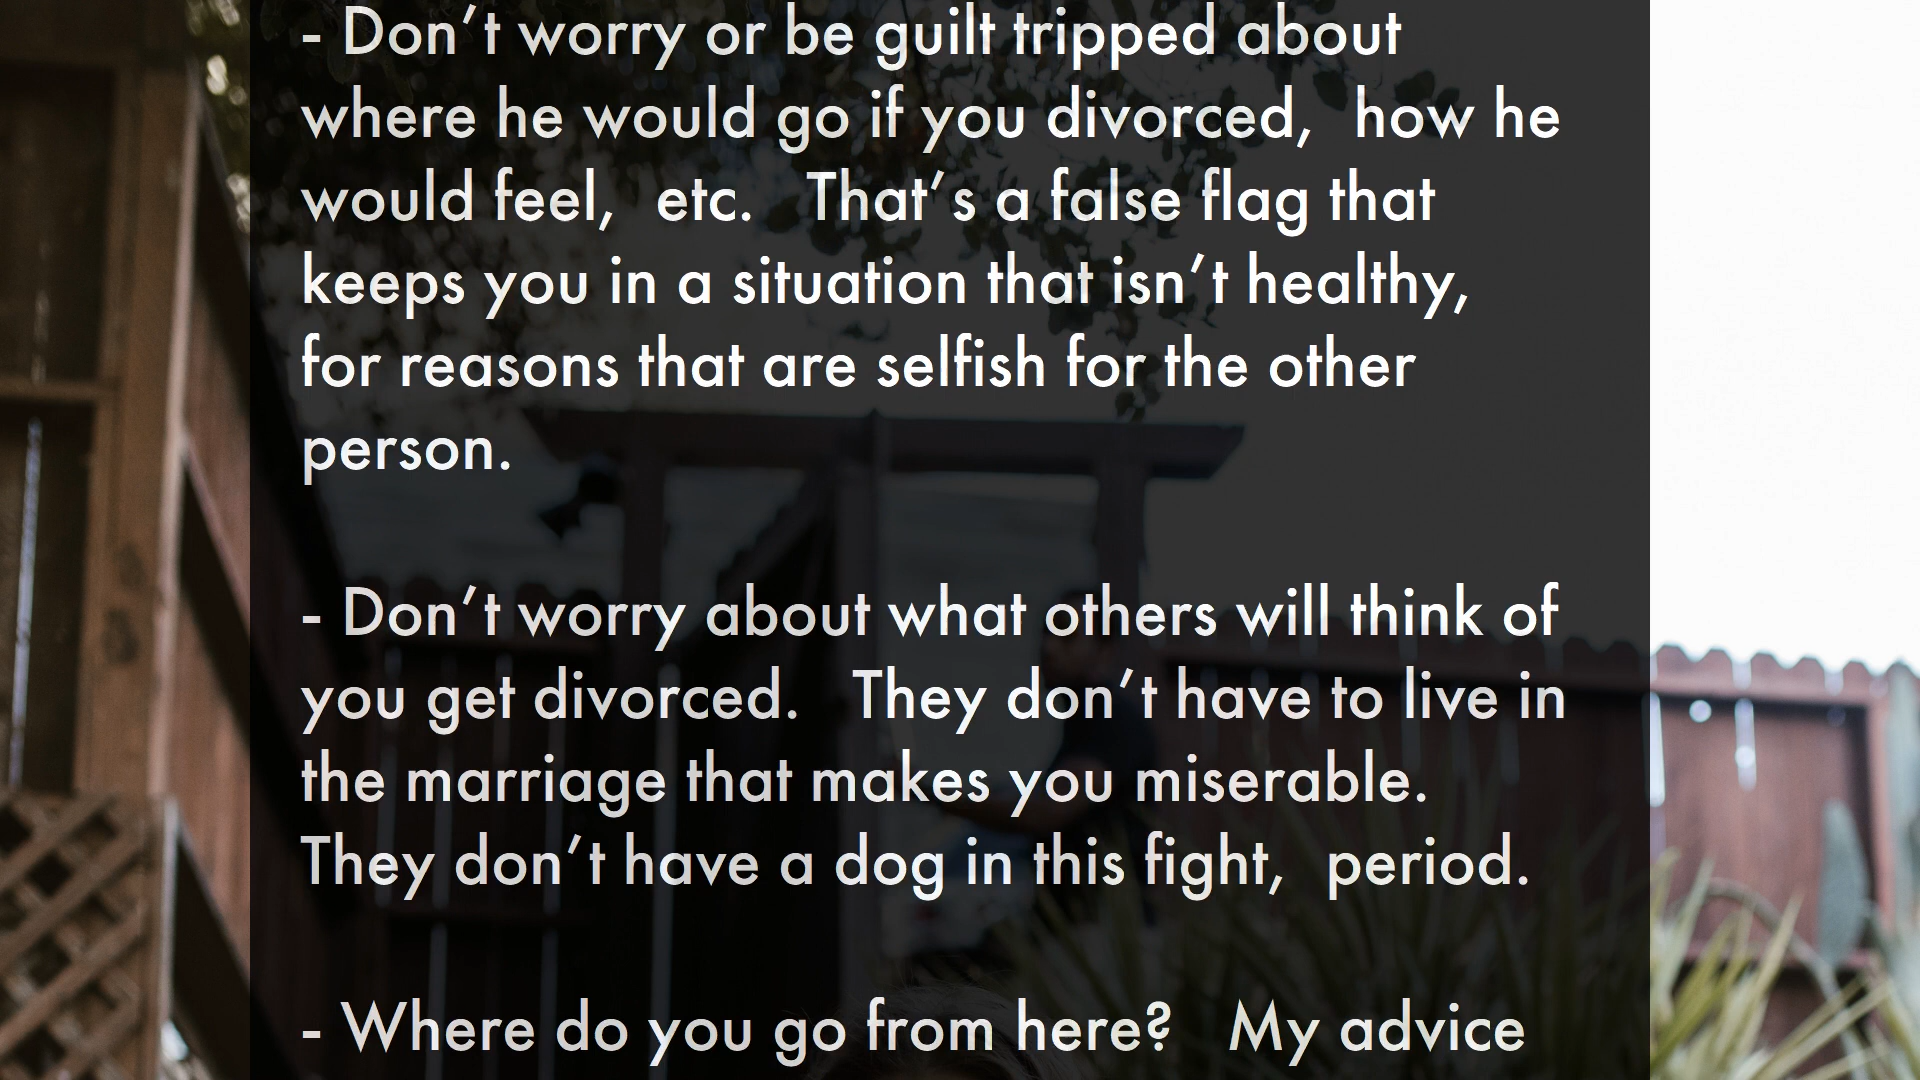 - Don’t worry or be guilt tripped about
where he would go if you divorced,  how he
would feel,  etc.   That’s a false flag that
keeps you in a situation that isn’t healthy,
for reasons that are selfish for the other
person.
- Don’t worry about what others will think of
you get divorced.   They don’t have to live in
the marriage that makes you miserable.
They don’t have a dog in this fight,  period.
- Where do you go from here?   My advice